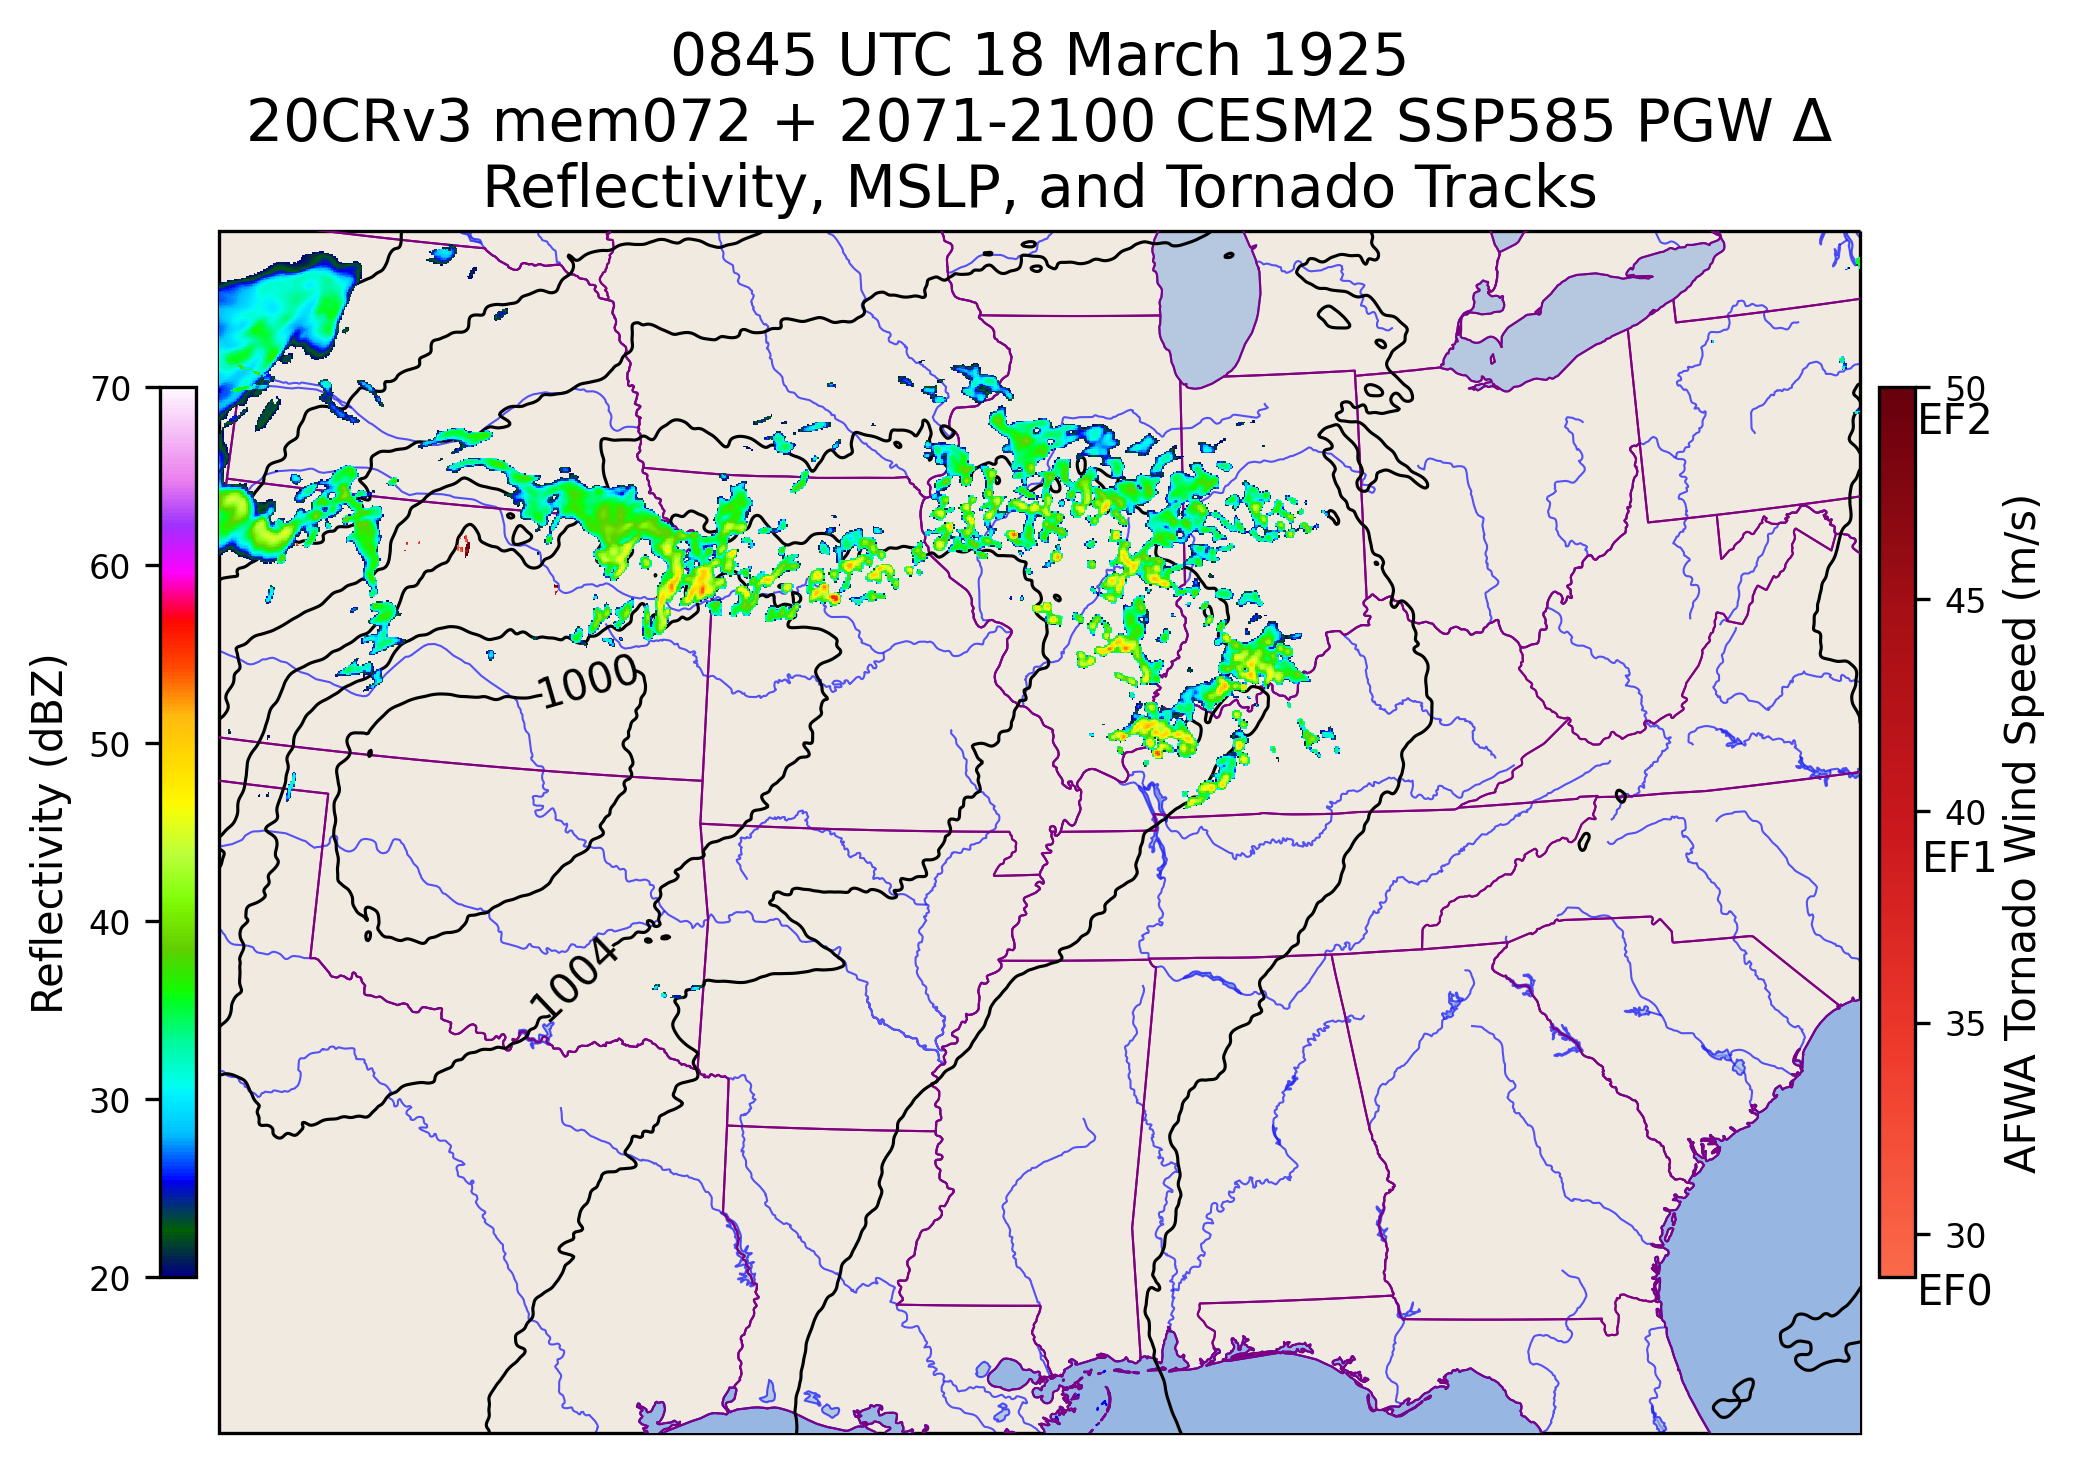 0845 UTC 18 March 1925
20CRv3 mem072 + 2071-2100 CESM2 SSP585 PGW Δ
Reflectivity, MSLP, and Tornado Tracks
Reflectivity (dBZ)
70
60
50
40
30
20
1000
1004
50
EF2
45
40
EF1
35
30
EF0
AFWA Tornado Wind Speed (m/s)